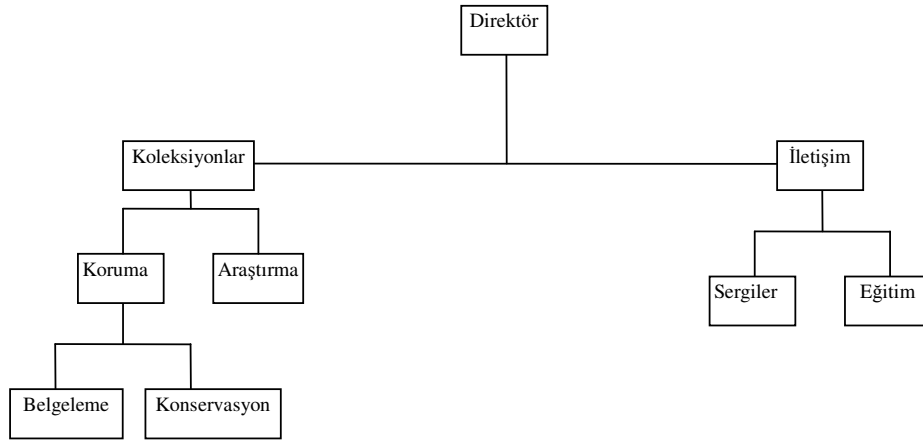 Direktör
Koleksiyonlar
İletişim
Koruma
Araştırma
Sergiler
Eğitim
Belgeleme
Konservasyon